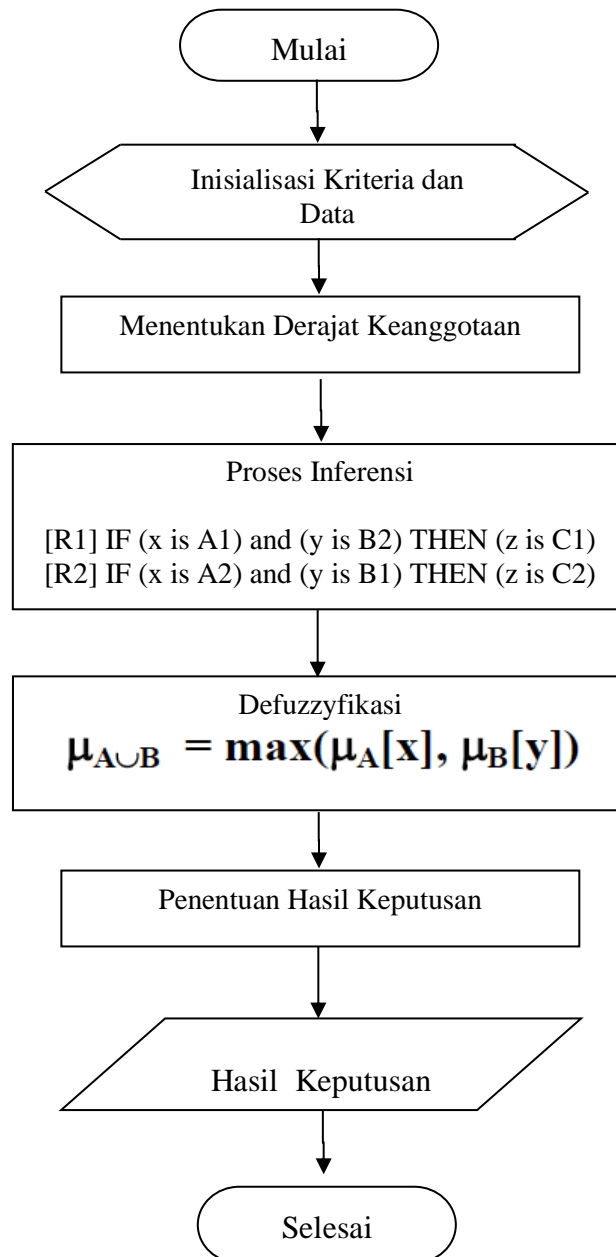 Mulai
Inisialisasi Kriteria dan
Data
Menentukan Derajat Keanggotaan
Proses Inferensi
[R1] IF (x is A1) and (y is B2) THEN (z is C1)
[R2] IF (x is A2) and (y is B1) THEN (z is C2)
Defuzzyfikasi
μA∪B = max(μA[x], μB[y])
Penentuan Hasil Keputusan
Hasil Keputusan
Selesai